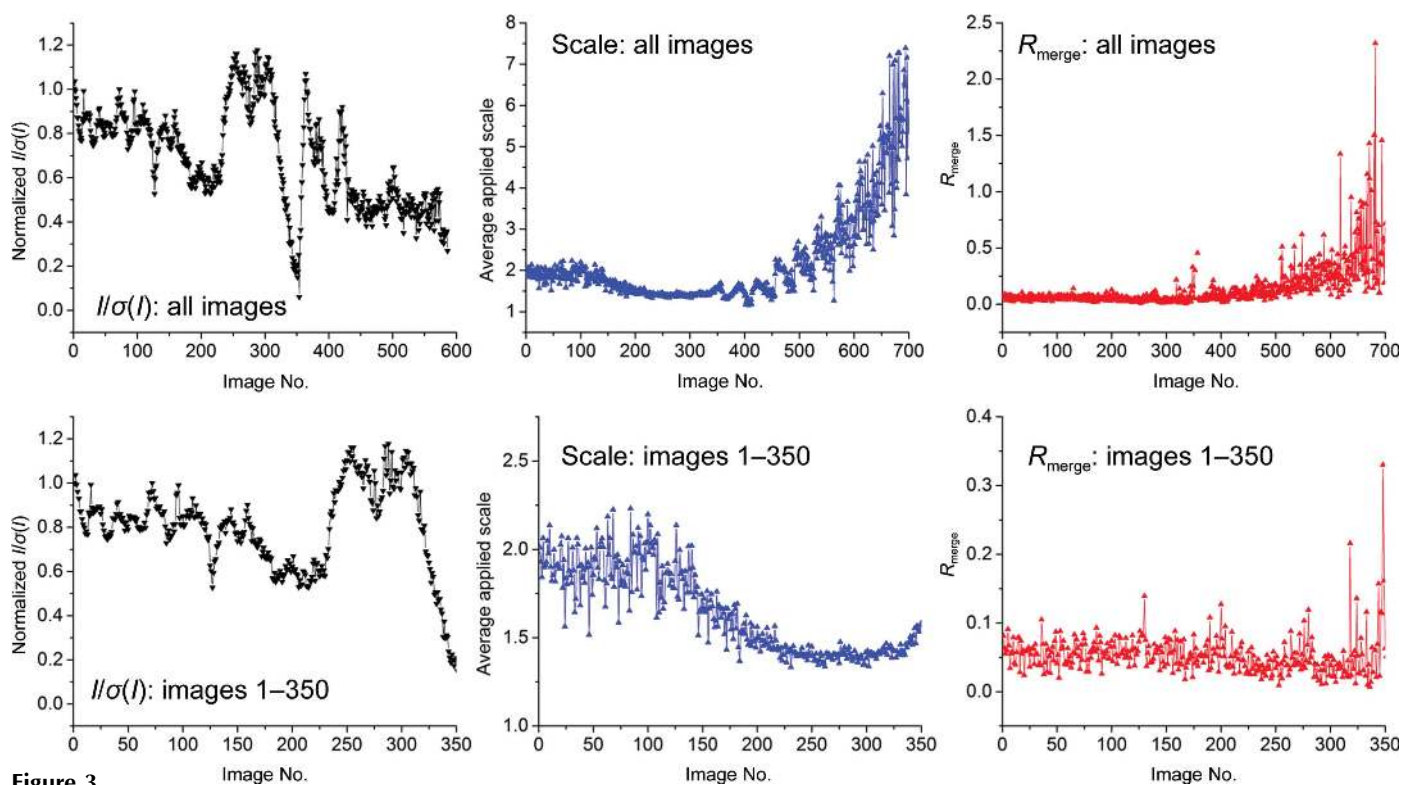 Normalized I/σ(I)
1.2
1.0
0.8
0.6
0.4
0.2
0.0
I/σ(I): all images
0 100 200 300 400 500 600
Image No.
Average applied scale
8
7
6
5
4
3
2
1
Scale: all images
0 100 200 300 400 500 600 700
Image No.
Rmerge
2.5
2.0
1.5
1.0
0.5
0.0
Rmerge: all images
0 100 200 300 400 500 600 700
Image No.
Normalized I/σ(I)
1.2
1.0
0.8
0.6
0.4
0.2
0.0
I/σ(I): images 1–350
0 50 100 150 200 250 300 350
Image No.
Average applied scale
2.5
2.0
1.5
1.0
Scale: images 1–350
0 50 100 150 200 250 300 350
Image No.
Rmerge
0.4
0.3
0.2
0.1
0.0
Rmerge: images 1–350
0 50 100 150 200 250 300 350
Image No.
Figure 3